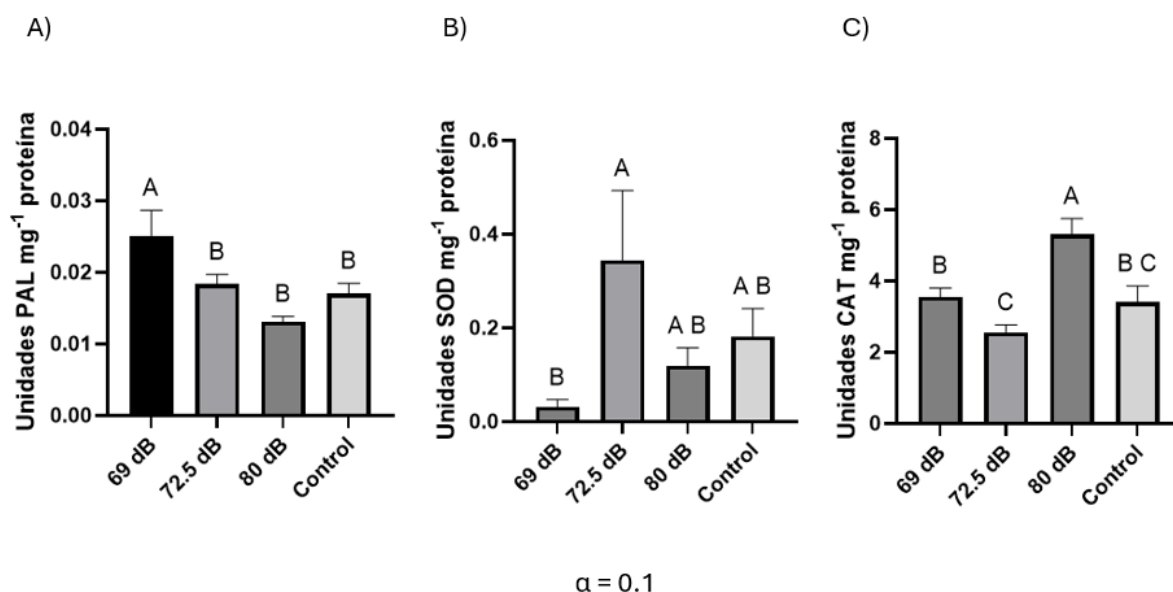 A)
Unidades PAL mg⁻¹ proteína
0.04
0.03
0.02
0.01
0.00
A
B
B
B
69 dB
72.5 dB
80 dB
Control
B)
Unidades SOD mg⁻¹ proteína
0.6
0.4
0.2
0.0
B
A
A B
A B
69 dB
72.5 dB
80 dB
Control
C)
Unidades CAT mg⁻¹ proteína
8
6
4
2
0
B
C
A
B C
69 dB
72.5 dB
80 dB
Control
α = 0.1